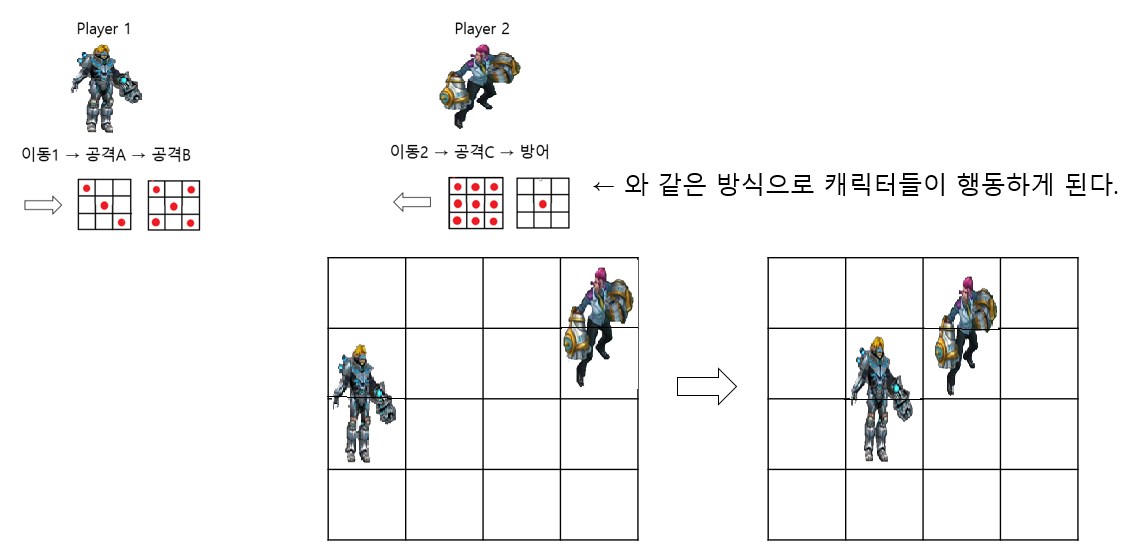 Player 1
Player 2
이동1 → 공격A → 공격B
이동2 → 공격C → 방어
← 와 같은 방식으로 캐릭터들이 행동하게 된다.